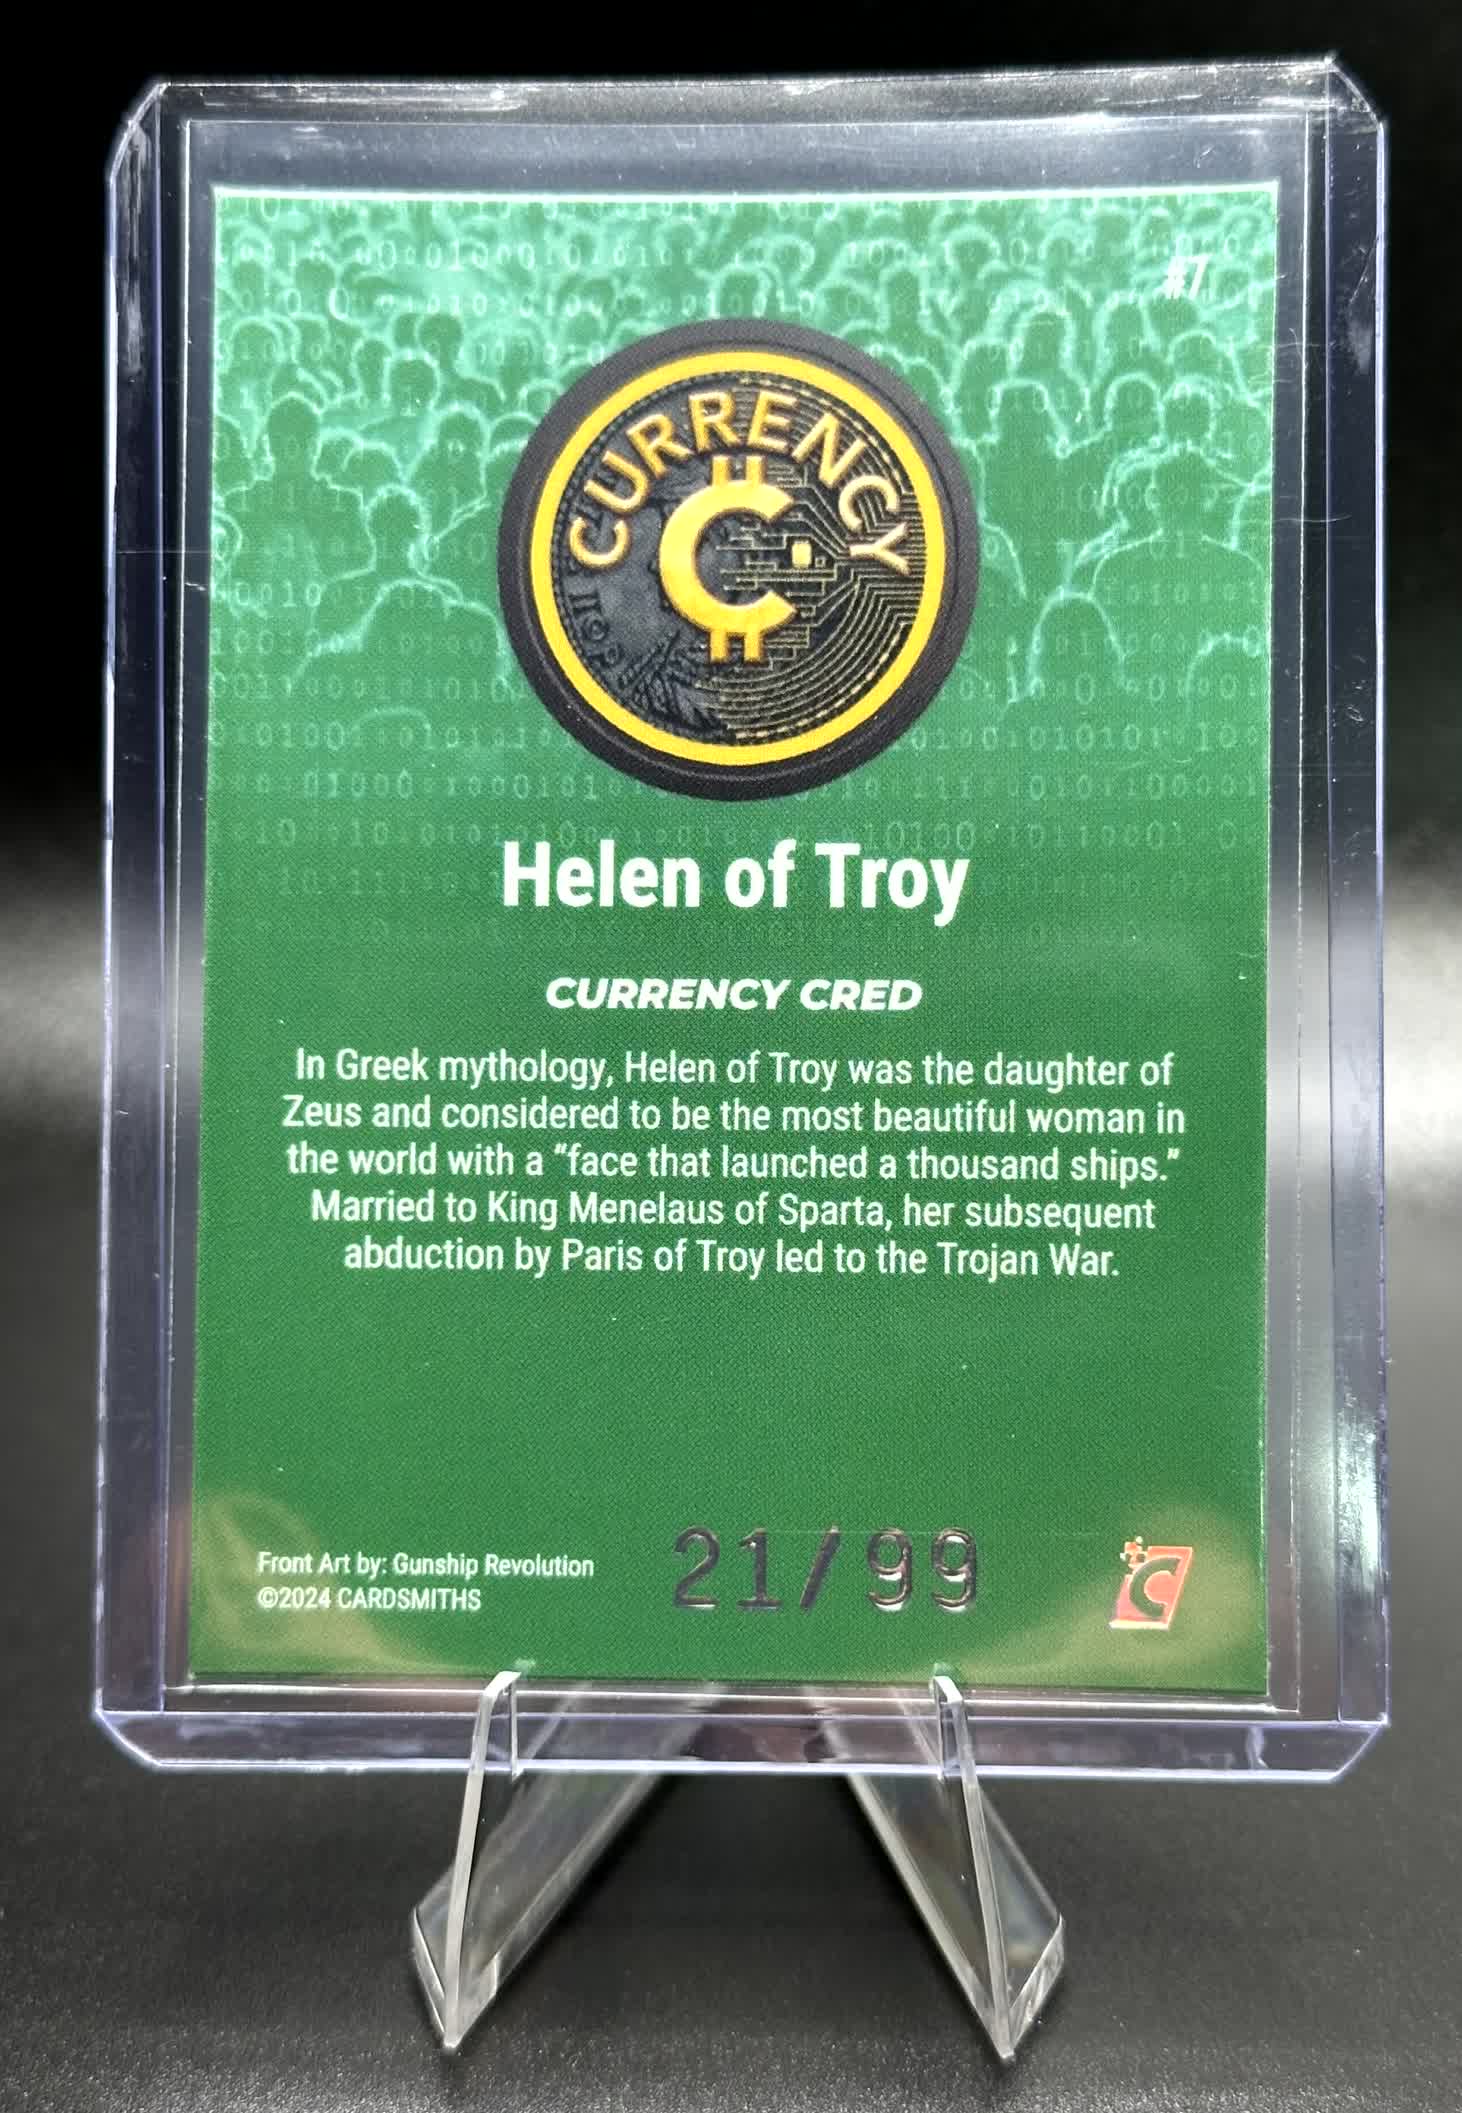 #7
CURRENCY
C
Helen of Troy
CURRENCY CRED
In Greek mythology, Helen of Troy was the daughter of
Zeus and considered to be the most beautiful woman in
the world with a “face that launched a thousand ships.”
Married to King Menelaus of Sparta, her subsequent
abduction by Paris of Troy led to the Trojan War.
Front Art by: Gunship Revolution
©2024 CARDSMITHS
21/99
C